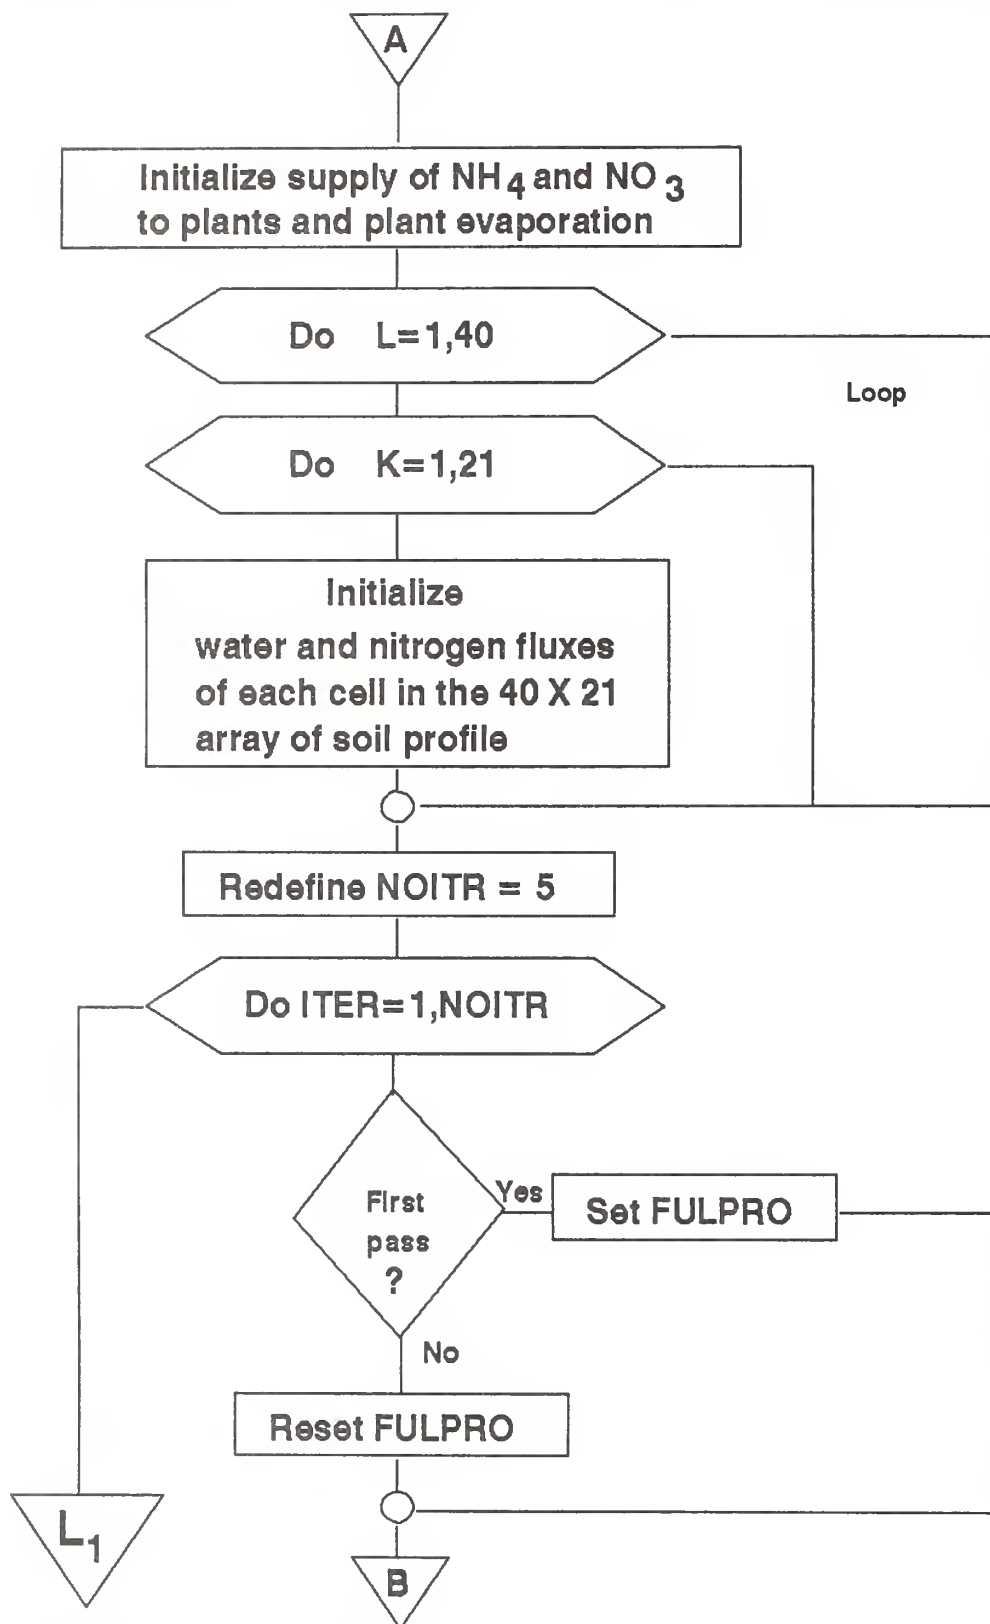 A
Initialize supply of NH4 and NO3
to plants and plant evaporation
Do L=1,40
Loop
Do K=1,21
Initialize
water and nitrogen fluxes
of each cell in the 40 X 21
array of soil profile
Redefine NOITR = 5
Do ITER=1,NOITR
First
pass
?
Yes
Set FULPRO
No
Reset FULPRO
L1
B